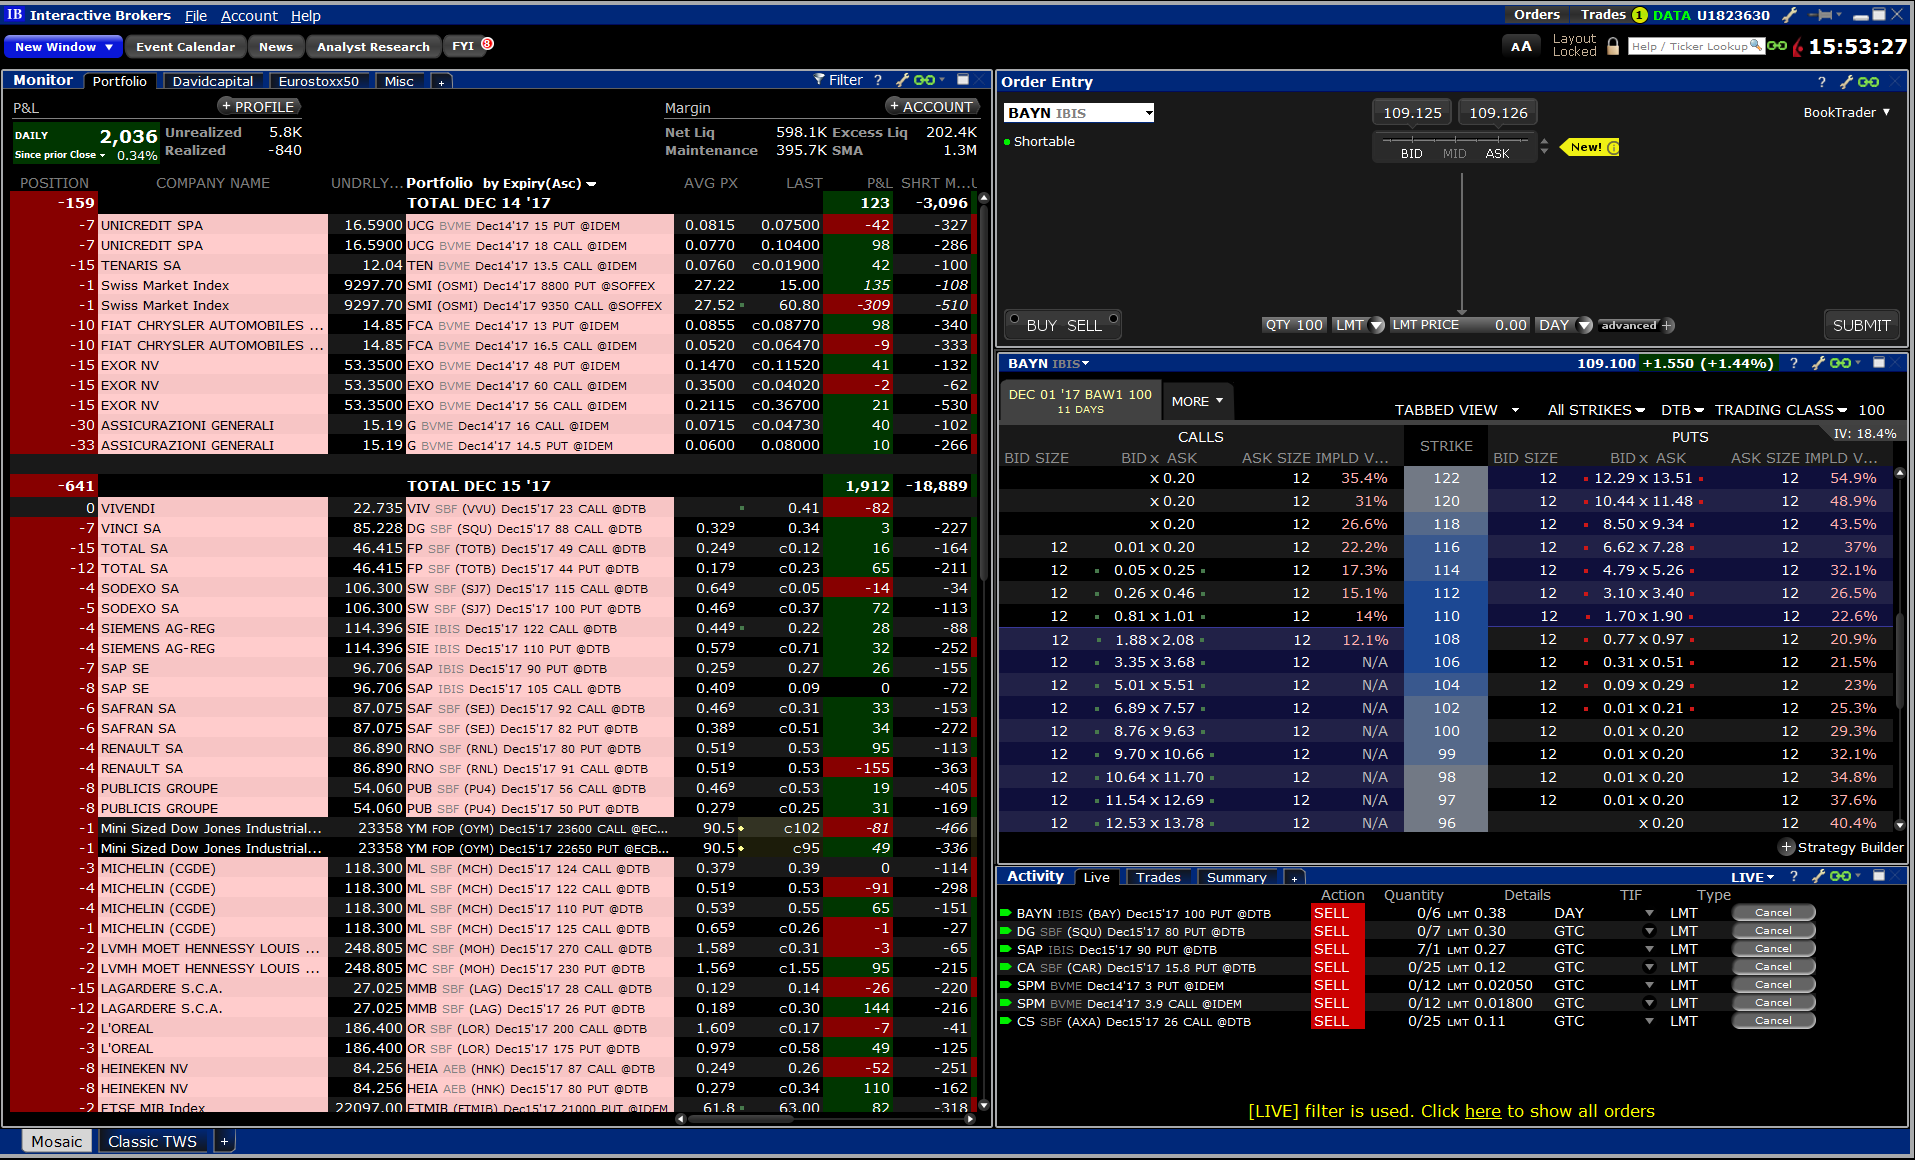 IB Interactive Brokers File Account Help
Orders Trades 1 DATA U1823630
New Window Event Calendar News Analyst Research FYI 8
AA Layout Locked Help / Ticker Lookup 15:53:27
Monitor Portfolio Davidcapital Eurostoxx50 Misc + Filter ?
P&L + PROFILE Margin + ACCOUNT
DAILY 2,036 Unrealized 5.8K Net Liq 598.1K Excess Liq 202.4K
Since prior Close 0.34% Realized -840 Maintenance 395.7K SMA 1.3M
POSITION COMPANY NAME UNDRLY... Portfolio by Expiry(Asc) AVG PX LAST P&L SHRT M...
-159 TOTAL DEC 14 '17 123 -3,096
-7 UNICREDIT SPA 16.5900 UCG BVME Dec14'17 15 PUT @IDEM 0.0815 0.07500 -42 -327
-7 UNICREDIT SPA 16.5900 UCG BVME Dec14'17 18 CALL @IDEM 0.0770 0.10400 98 -286
-15 TENARIS SA 12.04 TEN BVME Dec14'17 13.5 CALL @IDEM 0.0760 c0.01900 42 -100
-1 Swiss Market Index 9297.70 SMI (OSMI) Dec14'17 8800 PUT @SOFFEX 27.22 15.00 135 -108
-1 Swiss Market Index 9297.70 SMI (OSMI) Dec14'17 9350 CALL @SOFFEX 27.52 60.80 -309 -510
-10 FIAT CHRYSLER AUTOMOBILES ... 14.85 FCA BVME Dec14'17 13 PUT @IDEM 0.0855 c0.08770 98 -340
-10 FIAT CHRYSLER AUTOMOBILES ... 14.85 FCA BVME Dec14'17 16.5 CALL @IDEM 0.0520 c0.06470 -9 -333
-15 EXOR NV 53.3500 EXO BVME Dec14'17 48 PUT @IDEM 0.1470 0.11520 41 -132
-15 EXOR NV 53.3500 EXO BVME Dec14'17 60 CALL @IDEM 0.3500 c0.04020 -2 -62
-15 EXOR NV 53.3500 EXO BVME Dec14'17 56 CALL @IDEM 0.2115 c0.36700 21 -530
-30 ASSICURAZIONI GENERALI 15.19 G BVME Dec14'17 16 CALL @IDEM 0.0715 c0.04730 40 -102
-33 ASSICURAZIONI GENERALI 15.19 G BVME Dec14'17 14.5 PUT @IDEM 0.0600 0.08000 10 -266
-641 TOTAL DEC 15 '17 1,912 -18,889
0 VIVENDI 22.735 VIV SBF (VVU) Dec15'17 23 CALL @DTB 0.41 -82
-7 VINCI SA 85.228 DG SBF (SQU) Dec15'17 88 CALL @DTB 0.32⁹ 0.34 3 -227
-15 TOTAL SA 46.415 FP SBF (TOTB) Dec15'17 49 CALL @DTB 0.24⁹ c0.12 16 -164
-12 TOTAL SA 46.415 FP SBF (TOTB) Dec15'17 44 PUT @DTB 0.17⁹ c0.23 65 -211
-4 SODEXO SA 106.300 SW SBF (SJ7) Dec15'17 115 CALL @DTB 0.64⁹ c0.05 -14 -34
-5 SODEXO SA 106.300 SW SBF (SJ7) Dec15'17 100 PUT @DTB 0.46⁹ c0.37 72 -113
-4 SIEMENS AG-REG 114.396 SIE IBIS Dec15'17 122 CALL @DTB 0.44⁹ 0.22 28 -88
-4 SIEMENS AG-REG 114.396 SIE IBIS Dec15'17 110 PUT @DTB 0.57⁹ c0.71 32 -252
-7 SAP SE 96.706 SAP IBIS Dec15'17 90 PUT @DTB 0.25⁹ 0.27 26 -155
-8 SAP SE 96.706 SAP IBIS Dec15'17 105 CALL @DTB 0.40⁹ 0.09 0 -72
-6 SAFRAN SA 87.075 SAF SBF (SEJ) Dec15'17 92 CALL @DTB 0.46⁹ c0.31 33 -153
-6 SAFRAN SA 87.075 SAF SBF (SEJ) Dec15'17 82 PUT @DTB 0.38⁹ c0.51 34 -272
-4 RENAULT SA 86.890 RNO SBF (RNL) Dec15'17 80 PUT @DTB 0.51⁹ 0.53 95 -113
-4 RENAULT SA 86.890 RNO SBF (RNL) Dec15'17 91 CALL @DTB 0.51⁹ 0.53 -155 -363
-8 PUBLICIS GROUPE 54.060 PUB SBF (PU4) Dec15'17 56 CALL @DTB 0.46⁹ c0.53 19 -405
-8 PUBLICIS GROUPE 54.060 PUB SBF (PU4) Dec15'17 50 PUT @DTB 0.27⁹ c0.25 31 -169
-1 Mini Sized Dow Jones Industrial... 23358 YM FOP (OYM) Dec15'17 23600 CALL @EC... 90.5 c102 -81 -466
-1 Mini Sized Dow Jones Industrial... 23358 YM FOP (OYM) Dec15'17 22650 PUT @ECB... 90.5 c95 49 -336
-3 MICHELIN (CGDE) 118.300 ML SBF (MCH) Dec15'17 124 CALL @DTB 0.37⁹ 0.39 0 -114
-4 MICHELIN (CGDE) 118.300 ML SBF (MCH) Dec15'17 122 CALL @DTB 0.51⁹ 0.53 -91 -298
-4 MICHELIN (CGDE) 118.300 ML SBF (MCH) Dec15'17 110 PUT @DTB 0.53⁹ 0.55 65 -151
-1 MICHELIN (CGDE) 118.300 ML SBF (MCH) Dec15'17 125 CALL @DTB 0.65⁹ c0.26 -1 -27
-2 LVMH MOET HENNESSY LOUIS ... 248.805 MC SBF (MOH) Dec15'17 270 CALL @DTB 1.58⁹ c0.31 -3 -65
-2 LVMH MOET HENNESSY LOUIS ... 248.805 MC SBF (MOH) Dec15'17 230 PUT @DTB 1.56⁹ c1.55 95 -215
-15 LAGARDERE S.C.A. 27.025 MMB SBF (LAG) Dec15'17 28 CALL @DTB 0.12⁹ 0.14 -26 -220
-12 LAGARDERE S.C.A. 27.025 MMB SBF (LAG) Dec15'17 26 PUT @DTB 0.18⁹ c0.30 144 -216
-2 L'OREAL 186.400 OR SBF (LOR) Dec15'17 200 CALL @DTB 1.60⁹ c0.17 -7 -41
-3 L'OREAL 186.400 OR SBF (LOR) Dec15'17 175 PUT @DTB 0.97⁹ c0.58 49 -125
-8 HEINEKEN NV 84.256 HEIA AEB (HNK) Dec15'17 87 CALL @DTB 0.24⁹ 0.26 -52 -251
-8 HEINEKEN NV 84.256 HEIA AEB (HNK) Dec15'17 80 PUT @DTB 0.27⁹ c0.34 110 -162
-2 FTSE MIB Index 22097.00 FTMIB (FTMIB) Dec15'17 21000 PUT @IDEM 61.8 63.00 82 -318
Mosaic Classic TWS +
Order Entry ?
BAYN IBIS 109.125 109.126 BookTrader
Shortable BID MID ASK New!
BUY SELL QTY 100 LMT LMT PRICE 0.00 DAY advanced + SUBMIT
BAYN IBIS 109.100 +1.550 (+1.44%) ?
DEC 01 '17 BAW1 100
11 DAYS
MORE TABBED VIEW All STRIKES DTB TRADING CLASS 100
CALLS STRIKE PUTS IV: 18.4%
BID SIZE BID x ASK ASK SIZE IMPLD V... BID SIZE BID x ASK ASK SIZE IMPLD V...
x 0.20 12 35.4% 122 12 12.29 x 13.51 12 54.9%
x 0.20 12 31% 120 12 10.44 x 11.48 12 48.9%
x 0.20 12 26.6% 118 12 8.50 x 9.34 12 43.5%
12 0.01 x 0.20 12 22.2% 116 12 6.62 x 7.28 12 37%
12 0.05 x 0.25 12 17.3% 114 12 4.79 x 5.26 12 32.1%
12 0.26 x 0.46 12 15.1% 112 12 3.10 x 3.40 12 26.5%
12 0.81 x 1.01 12 14% 110 12 1.70 x 1.90 12 22.6%
12 1.88 x 2.08 12 12.1% 108 12 0.77 x 0.97 12 20.9%
12 3.35 x 3.68 12 N/A 106 12 0.31 x 0.51 12 21.5%
12 5.01 x 5.51 12 N/A 104 12 0.09 x 0.29 12 23%
12 6.89 x 7.57 12 N/A 102 12 0.01 x 0.21 12 25.3%
12 8.76 x 9.63 12 N/A 100 12 0.01 x 0.20 12 29.3%
12 9.70 x 10.66 12 N/A 99 12 0.01 x 0.20 12 32.1%
12 10.64 x 11.70 12 N/A 98 12 0.01 x 0.20 12 34.8%
12 11.54 x 12.69 12 N/A 97 12 0.01 x 0.20 12 37.6%
12 12.53 x 13.78 12 N/A 96 x 0.20 12 40.4%
+ Strategy Builder
Activity Live Trades Summary + LIVE ?
Action Quantity Details TIF Type
BAYN IBIS (BAY) Dec15'17 100 PUT @DTB SELL 0/6 LMT 0.38 DAY LMT Cancel
DG SBF (SQU) Dec15'17 80 PUT @DTB SELL 0/7 LMT 0.30 GTC LMT Cancel
SAP IBIS Dec15'17 90 PUT @DTB SELL 7/1 LMT 0.27 GTC LMT Cancel
CA SBF (CAR) Dec15'17 15.8 PUT @DTB SELL 0/25 LMT 0.12 GTC LMT Cancel
SPM BVME Dec14'17 3 PUT @IDEM SELL 0/12 LMT 0.02050 GTC LMT Cancel
SPM BVME Dec14'17 3.9 CALL @IDEM SELL 0/12 LMT 0.01800 GTC LMT Cancel
CS SBF (AXA) Dec15'17 26 CALL @DTB SELL 0/25 LMT 0.11 GTC LMT Cancel
[LIVE] filter is used. Click here to show all orders